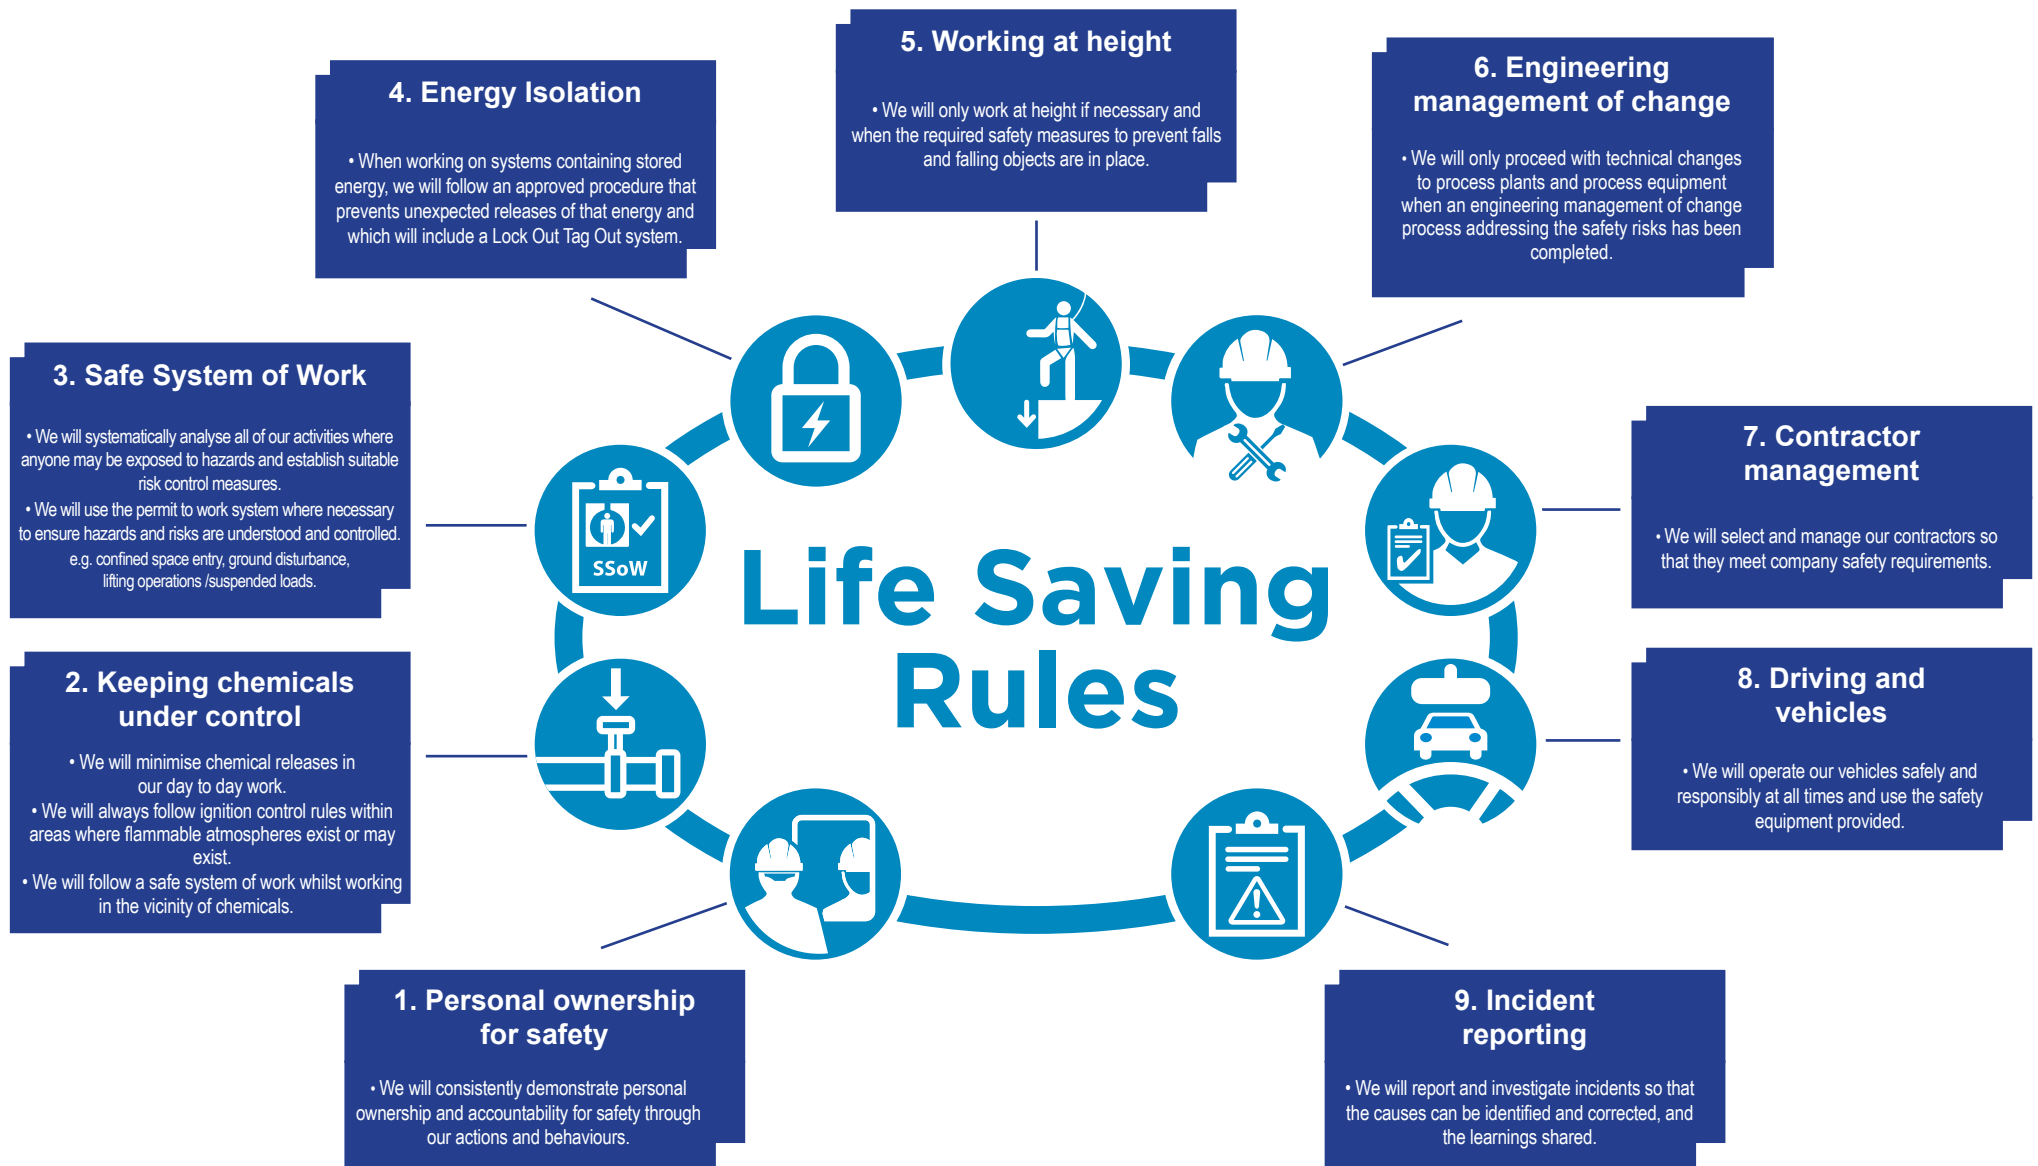 5. Working at height
• We will only work at height if necessary and
when the required safety measures to prevent falls
and falling objects are in place.
4. Energy Isolation
• When working on systems containing stored
energy, we will follow an approved procedure that
prevents unexpected releases of that energy and
which will include a Lock Out Tag Out system.
6. Engineering
management of change
• We will only proceed with technical changes
to process plants and process equipment
when an engineering management of change
process addressing the safety risks has been
completed.
3. Safe System of Work
• We will systematically analyse all of our activities where
anyone may be exposed to hazards and establish suitable
risk control measures.
• We will use the permit to work system where necessary
to ensure hazards and risks are understood and controlled.
e.g. confined space entry, ground disturbance,
lifting operations /suspended loads.
SSoW
Life Saving
Rules
7. Contractor
management
• We will select and manage our contractors so
that they meet company safety requirements.
2. Keeping chemicals
under control
• We will minimise chemical releases in
our day to day work.
• We will always follow ignition control rules within
areas where flammable atmospheres exist or may
exist.
• We will follow a safe system of work whilst working
in the vicinity of chemicals.
8. Driving and
vehicles
• We will operate our vehicles safely and
responsibly at all times and use the safety
equipment provided.
1. Personal ownership
for safety
• We will consistently demonstrate personal
ownership and accountability for safety through
our actions and behaviours.
9. Incident
reporting
• We will report and investigate incidents so that
the causes can be identified and corrected, and
the learnings shared.